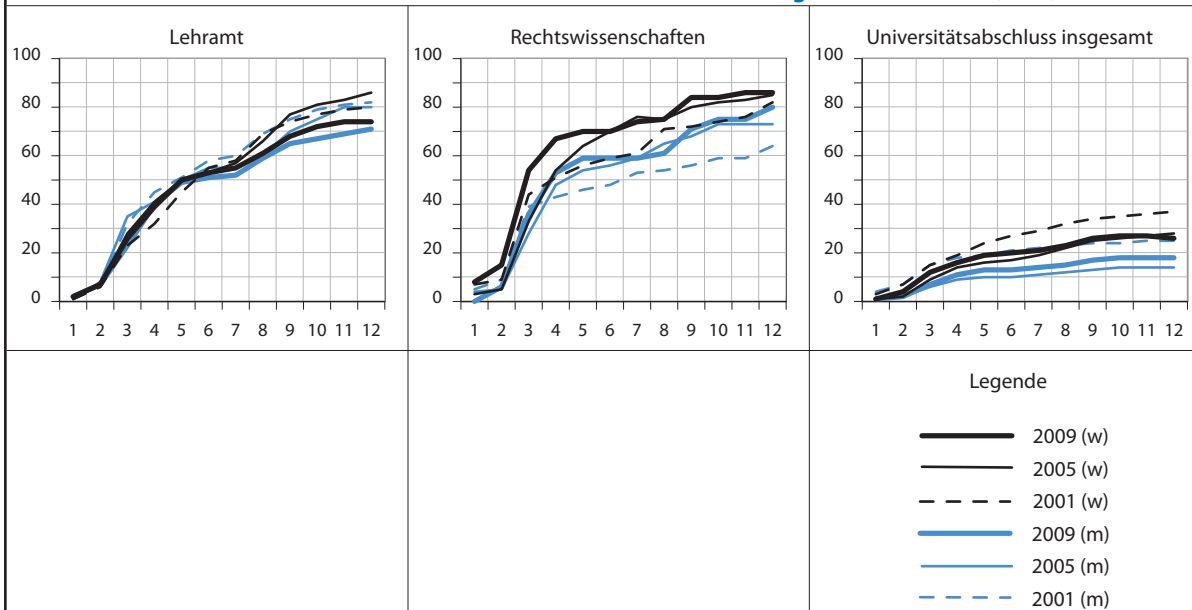 Lehramt
100
80
60
40
20
0
1 2 3 4 5 6 7 8 9 10 11 12
Rechtswissenschaften
100
80
60
40
20
0
1 2 3 4 5 6 7 8 9 10 11 12
Universitätsabschluss insgesamt
100
80
60
40
20
0
1 2 3 4 5 6 7 8 9 10 11 12
Legende
2009 (w)
2005 (w)
2001 (w)
2009 (m)
2005 (m)
2001 (m)